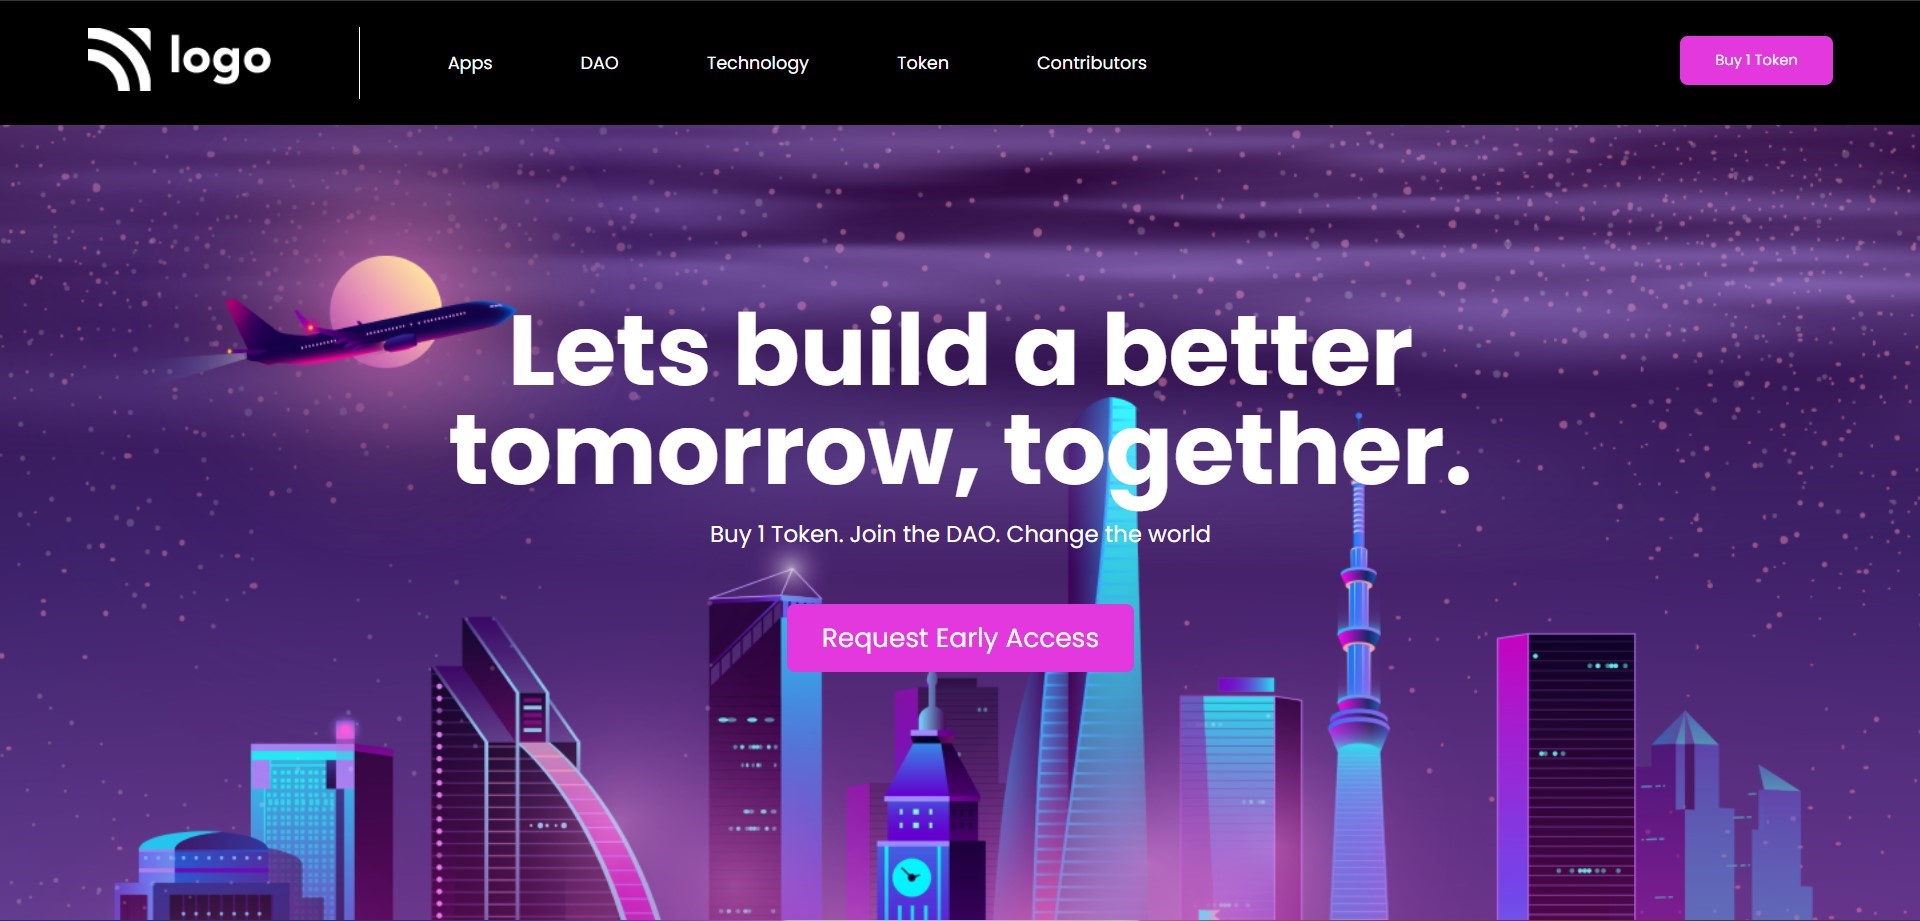 logo
Apps
DAO
Technology
Token
Contributors
Buy 1 Token
Lets build a better
tomorrow, together.
Buy 1 Token. Join the DAO. Change the world
Request Early Access